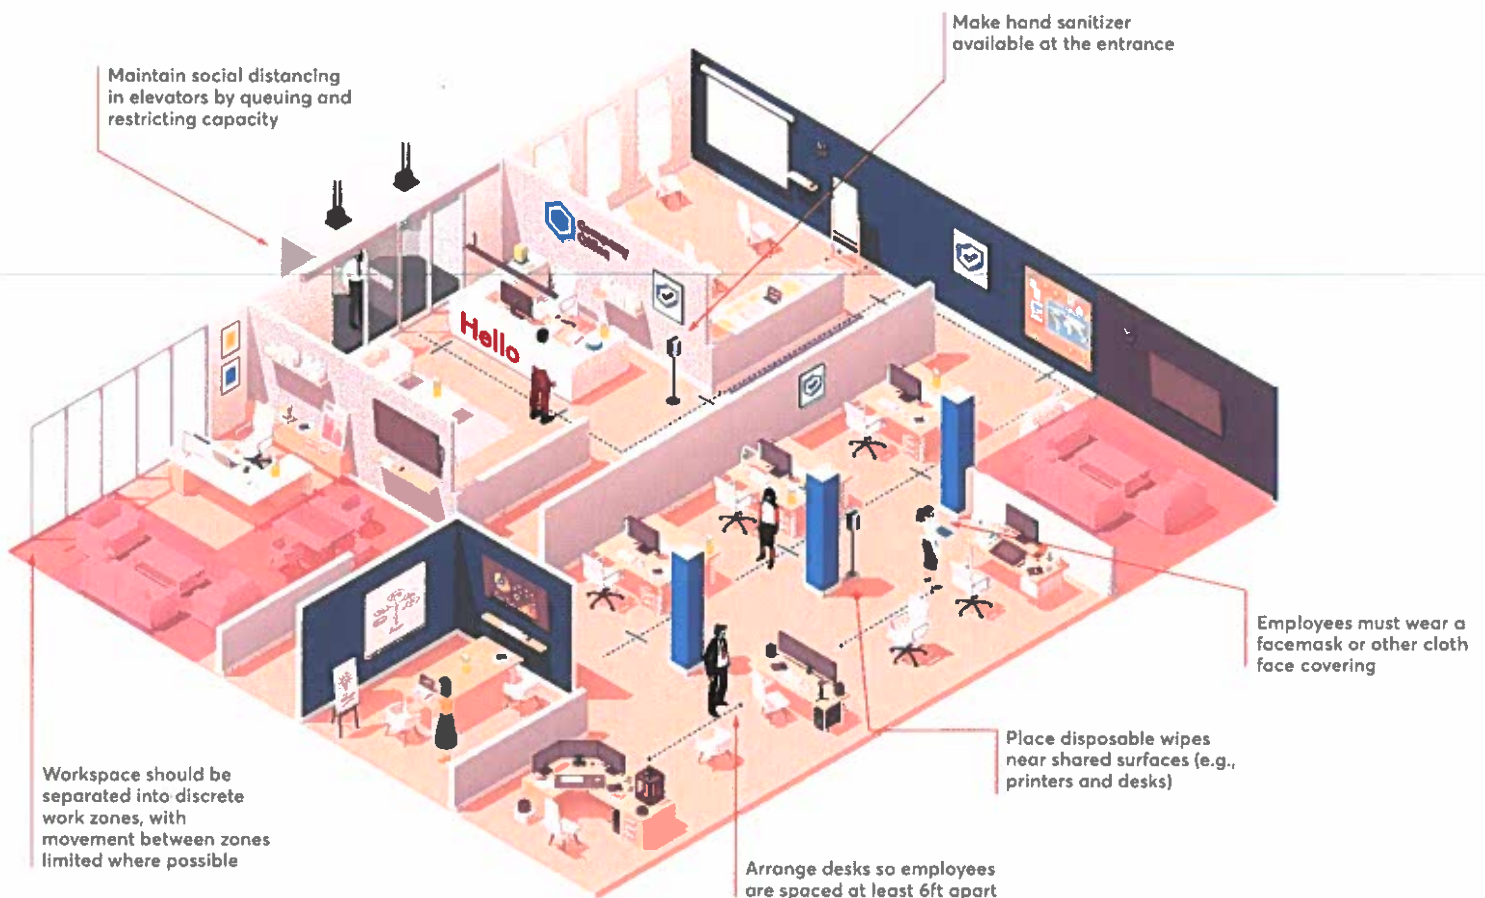 Make hand sanitizer
available at the entrance
Maintain social distancing
in elevators by queuing and
restricting capacity
Company
Hello
Employees must wear a
facemask or other cloth
face covering
Place disposable wipes
near shared surfaces (e.g.,
printers and desks)
Workspace should be
separated into discrete
work zones, with
movement between zones
limited where possible
Arrange desks so employees
are spaced at least 6ft apart